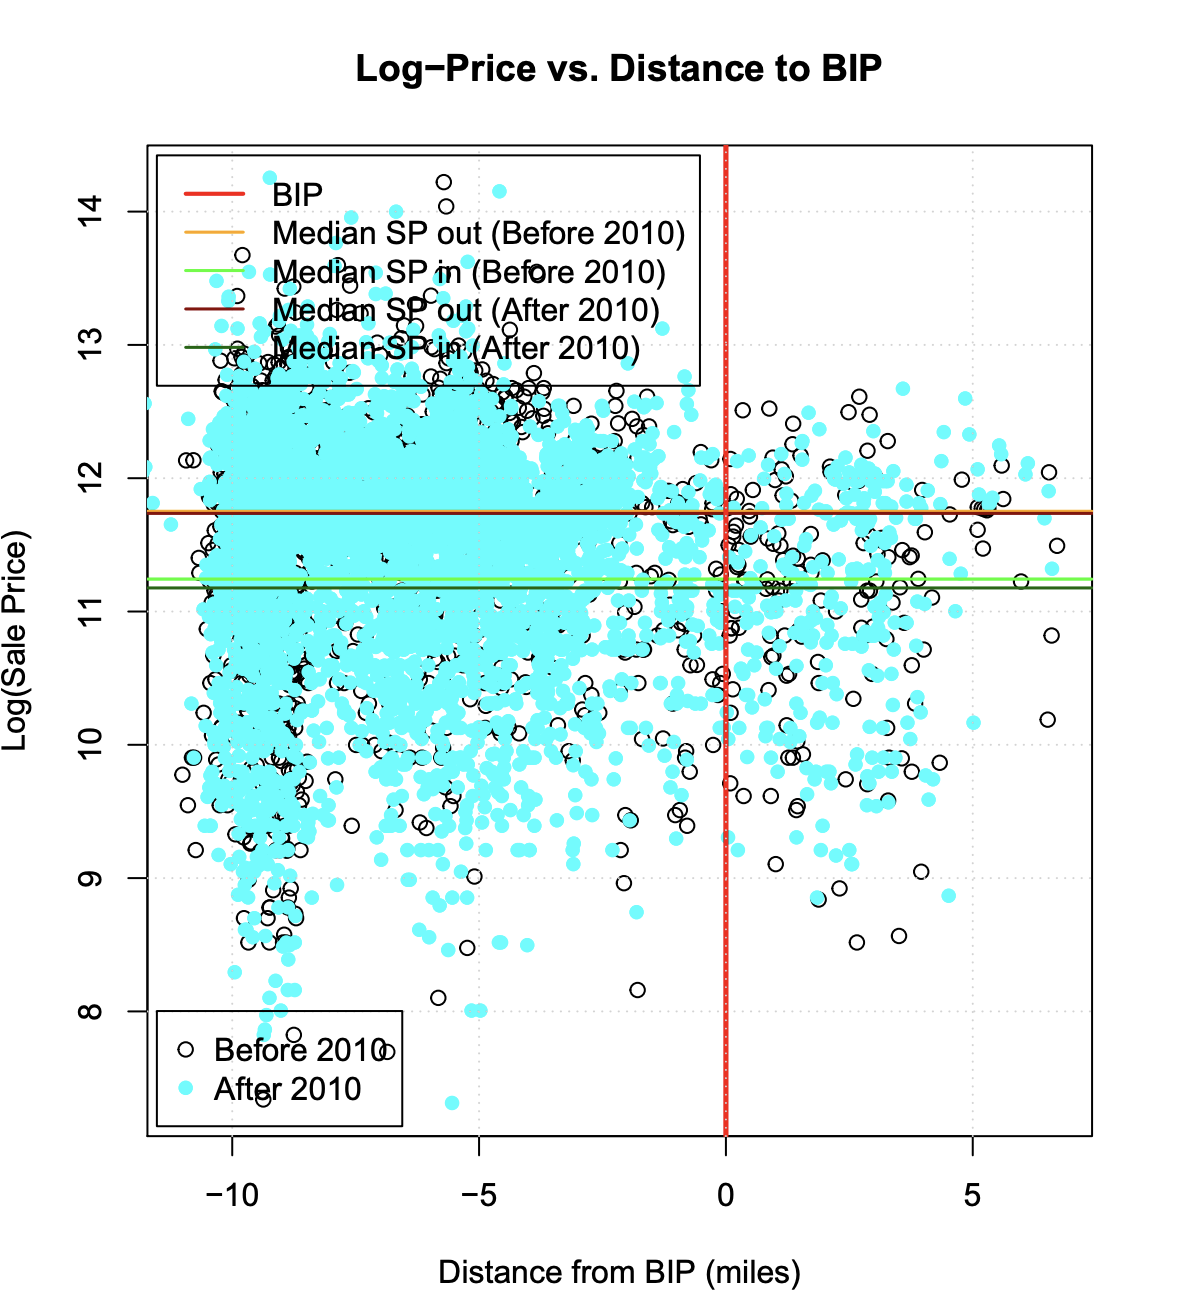 Log−Price vs. Distance to BIP
BIP
Median SP out (Before 2010)
Median SP in (Before 2010)
Median SP out (After 2010)
Median SP in (After 2010)
14
13
12
11
10
9
8
Log(Sale Price)
Before 2010
After 2010
−10
−5
0
5
Distance from BIP (miles)